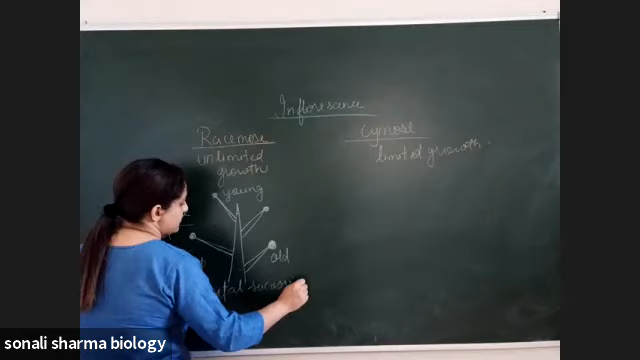 Inflorescence
Racemose
Cymose
unlimited
growth
limited growth
young
old
sonali sharma biology